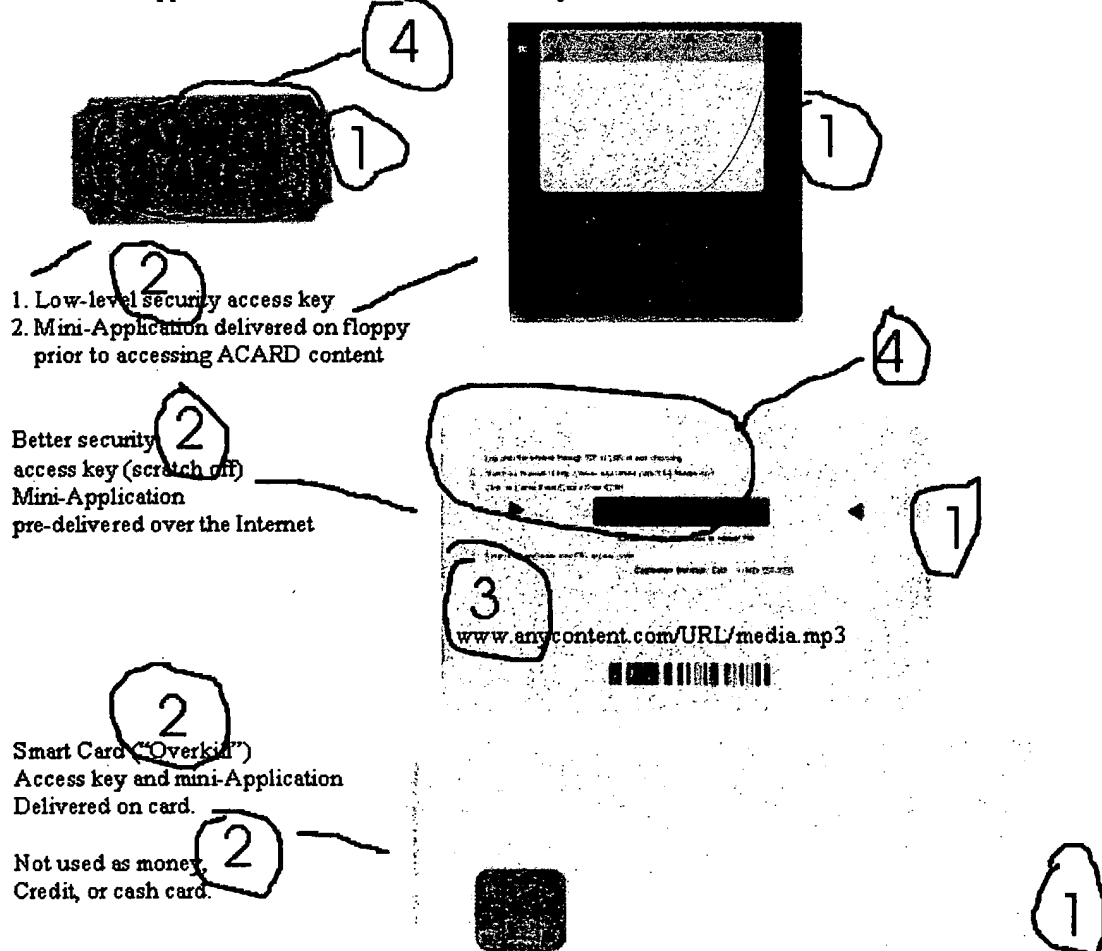 4
1
1
2
1. Low-level security access key
2. Mini-Application delivered on floppy
prior to accessing ACARD content
4
2
Better security
access key (scratch off)
Mini-Application
pre-delivered over the Internet
1
3
www.anycontent.com/URL/media.mp3
2
Smart Card ("Overkill")
Access key and mini-Application
Delivered on card.
2
Not used as money,
Credit, or cash card.
1